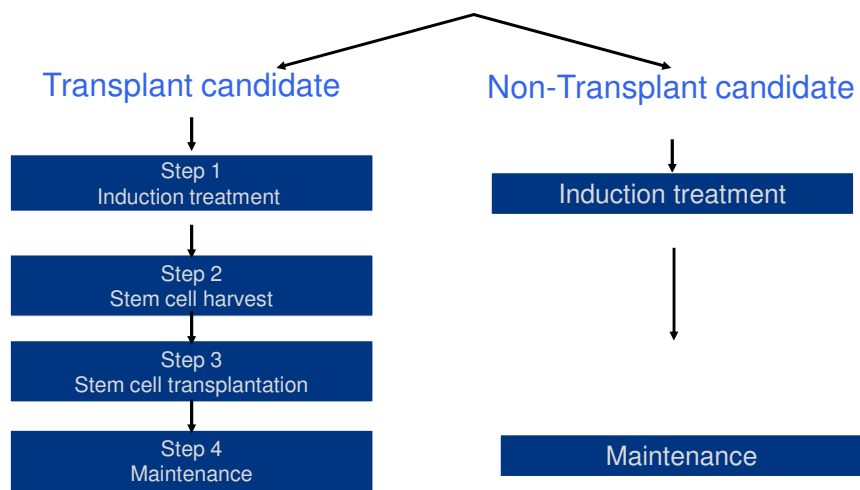 Transplant candidate
Step 1
Induction treatment
Step 2
Stem cell harvest
Step 3
Stem cell transplantation
Step 4
Maintenance
Non-Transplant candidate
Induction treatment
Maintenance